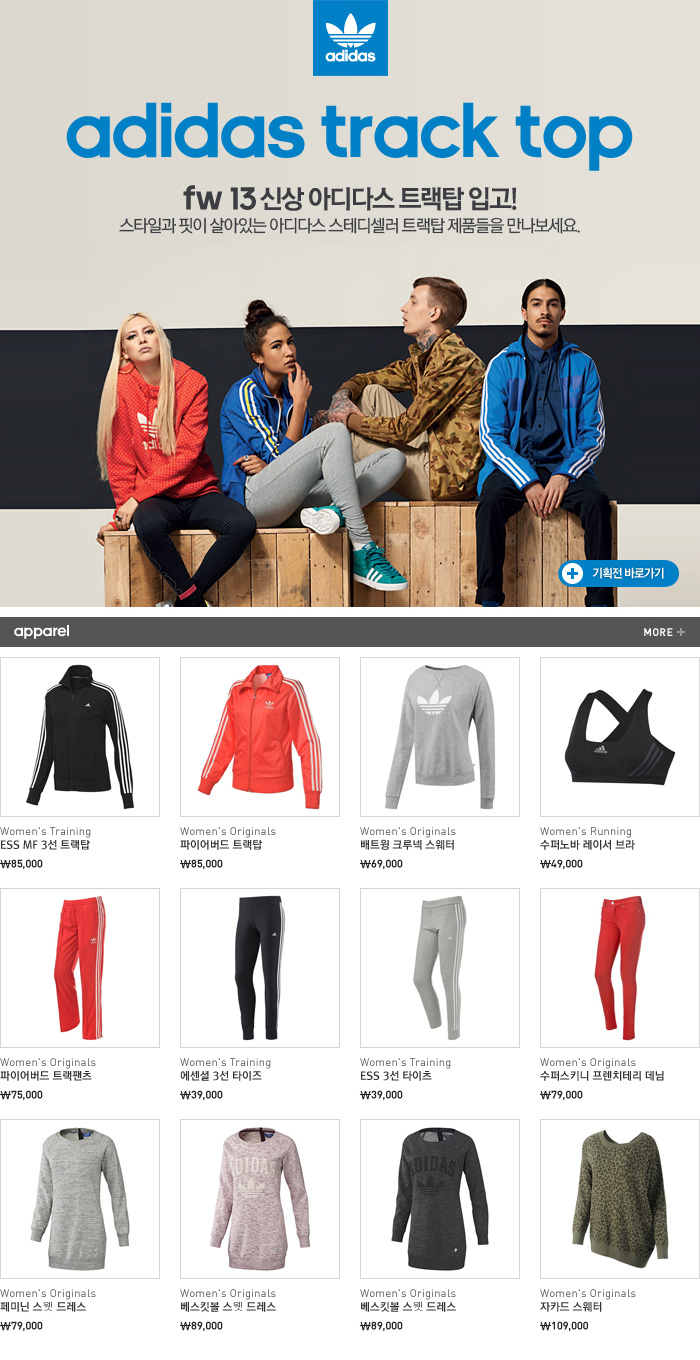 adidas
adidas track top
fw 13 신상 아디다스 트랙탑 입고!
스타일과 핏이 살아있는 아디다스 스테디셀러 트랙탑 제품들을 만나보세요.
기획전 바로가기
apparel
MORE +
Women's Training
ESS MF 3선 트랙탑
₩85,000
Women's Originals
파이어버드 트랙탑
₩85,000
Women's Originals
배트윙 크루넥 스웨터
₩69,000
Women's Running
수퍼노바 레이서 브라
₩49,000
Women's Originals
파이어버드 트랙팬츠
₩75,000
Women's Training
에센셜 3선 타이즈
₩39,000
Women's Training
ESS 3선 타이츠
₩39,000
Women's Originals
수퍼스키니 프렌치테리 데님
₩79,000
ADIDAS
ADIDAS
Women's Originals
페미닌 스웻 드레스
₩79,000
Women's Originals
베스킷볼 스웻 드레스
₩89,000
Women's Originals
베스킷볼 스웻 드레스
₩89,000
Women's Originals
자카드 스웨터
₩109,000